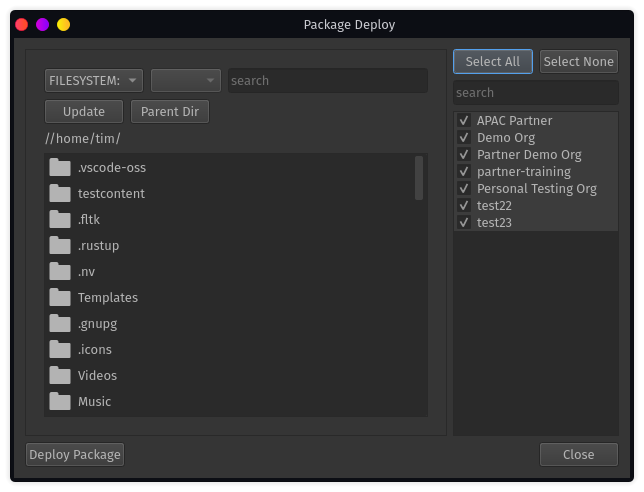 Package Deploy
FILESYSTEM:
search
Update
Parent Dir
//home/tim/
.vscode-oss
testcontent
.fltk
.rustup
.nv
Templates
.gnupg
.icons
Videos
Music
Select All
Select None
search
APAC Partner
Demo Org
Partner Demo Org
partner-training
Personal Testing Org
test22
test23
Deploy Package
Close